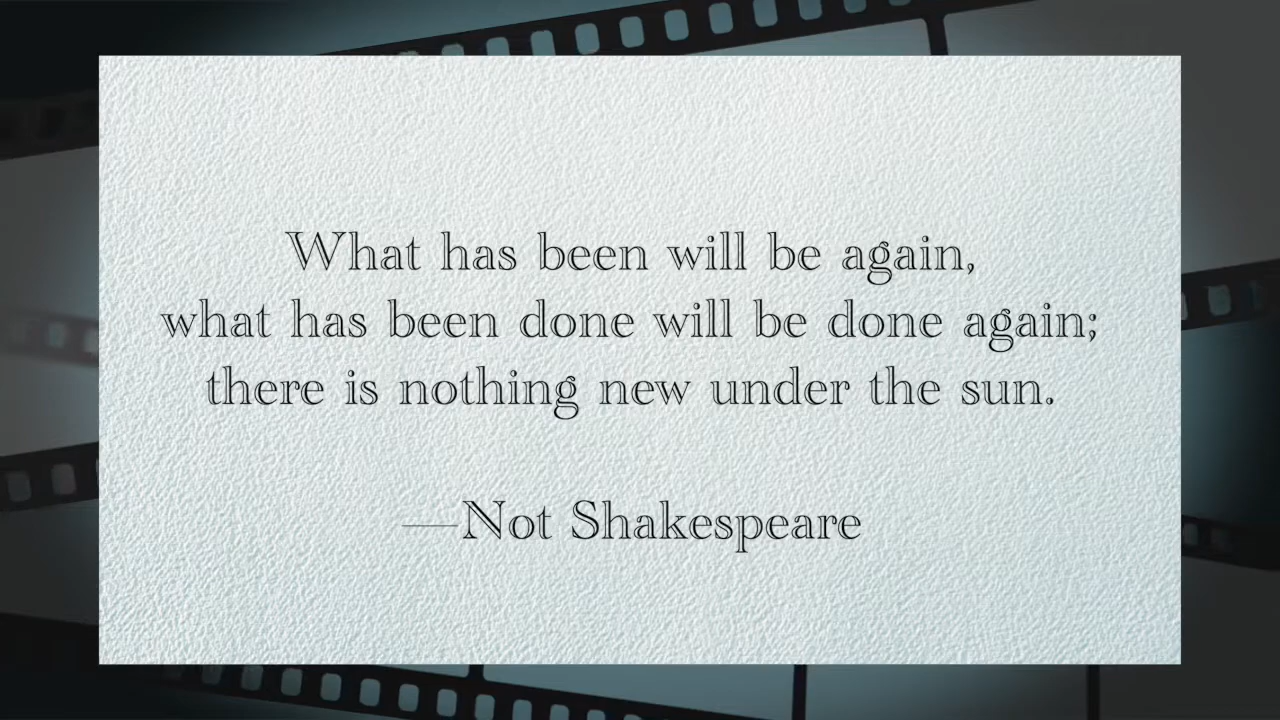 What has been will be again,
what has been done will be done again;
there is nothing new under the sun.
—Not Shakespeare